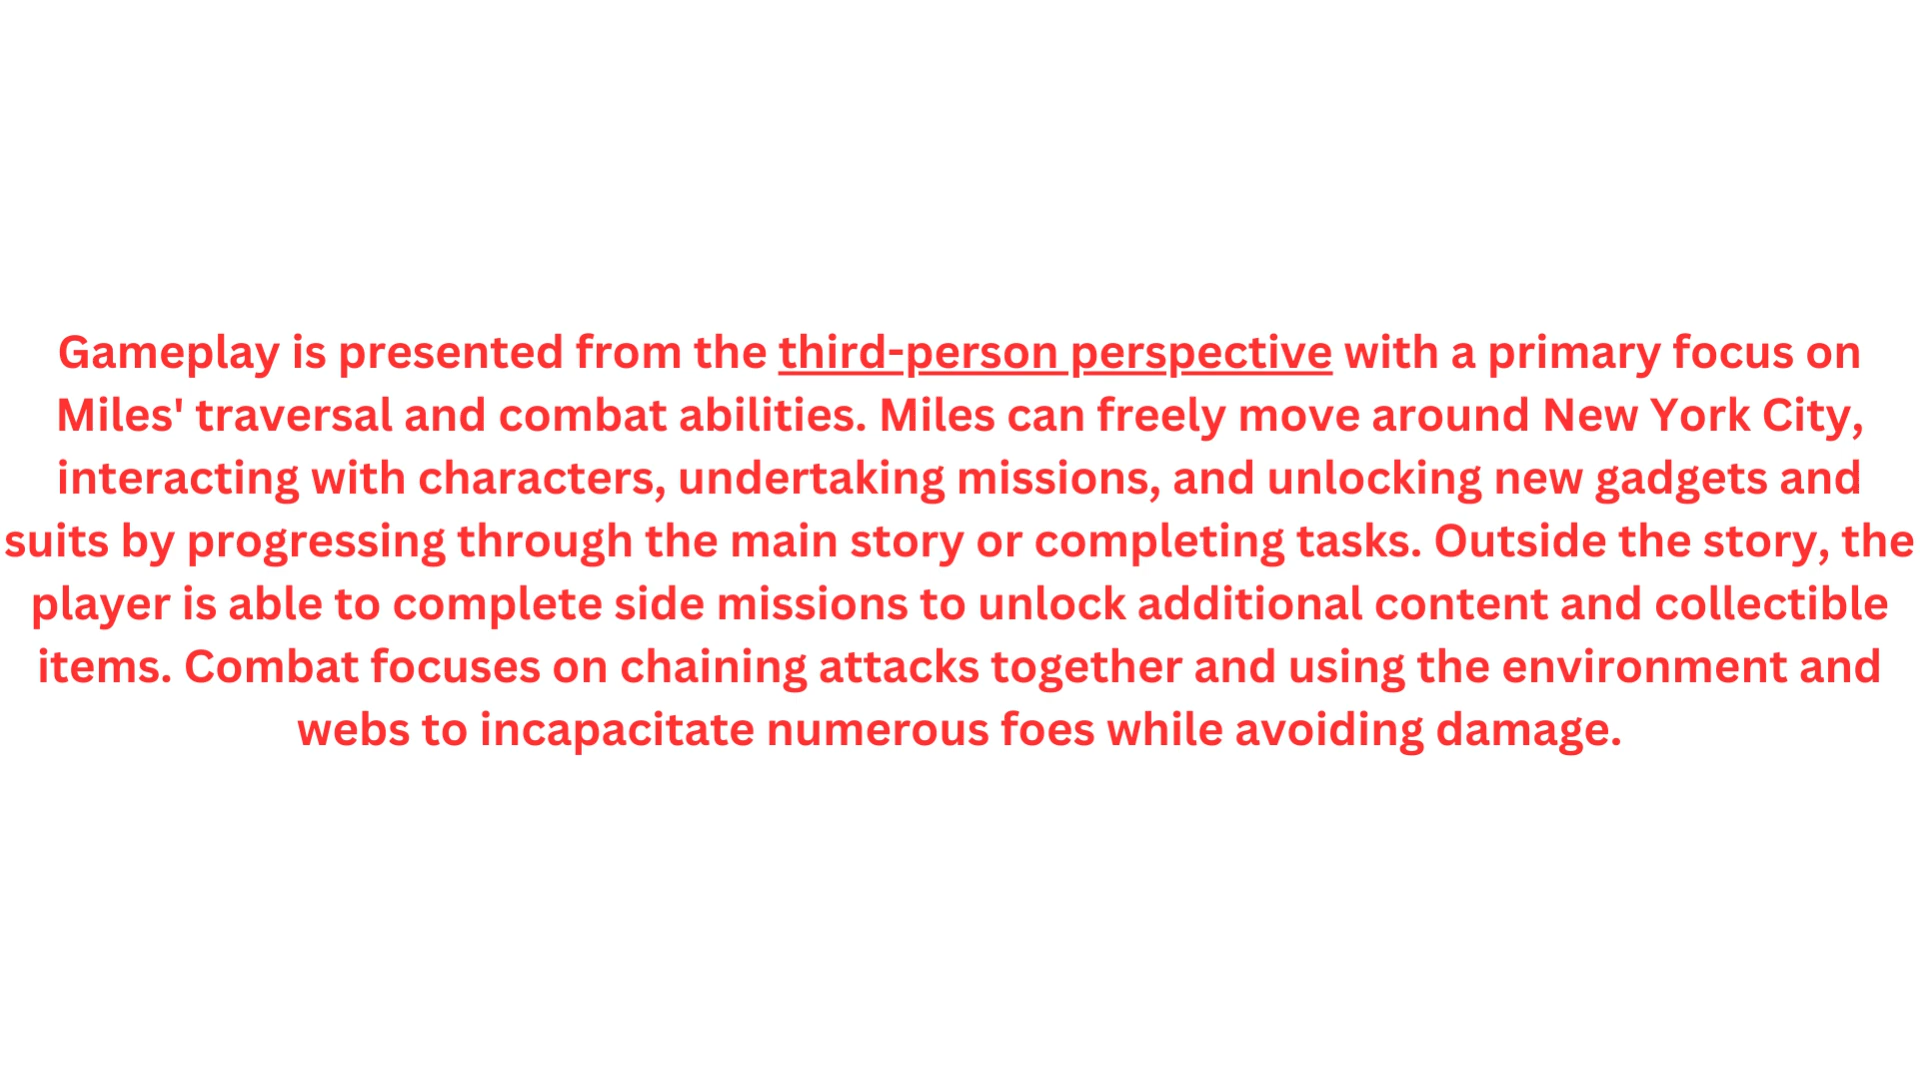 Gameplay is presented from the third-person perspective with a primary focus on
Miles' traversal and combat abilities. Miles can freely move around New York City,
interacting with characters, undertaking missions, and unlocking new gadgets and
suits by progressing through the main story or completing tasks. Outside the story, the
player is able to complete side missions to unlock additional content and collectible
items. Combat focuses on chaining attacks together and using the environment and
webs to incapacitate numerous foes while avoiding damage.